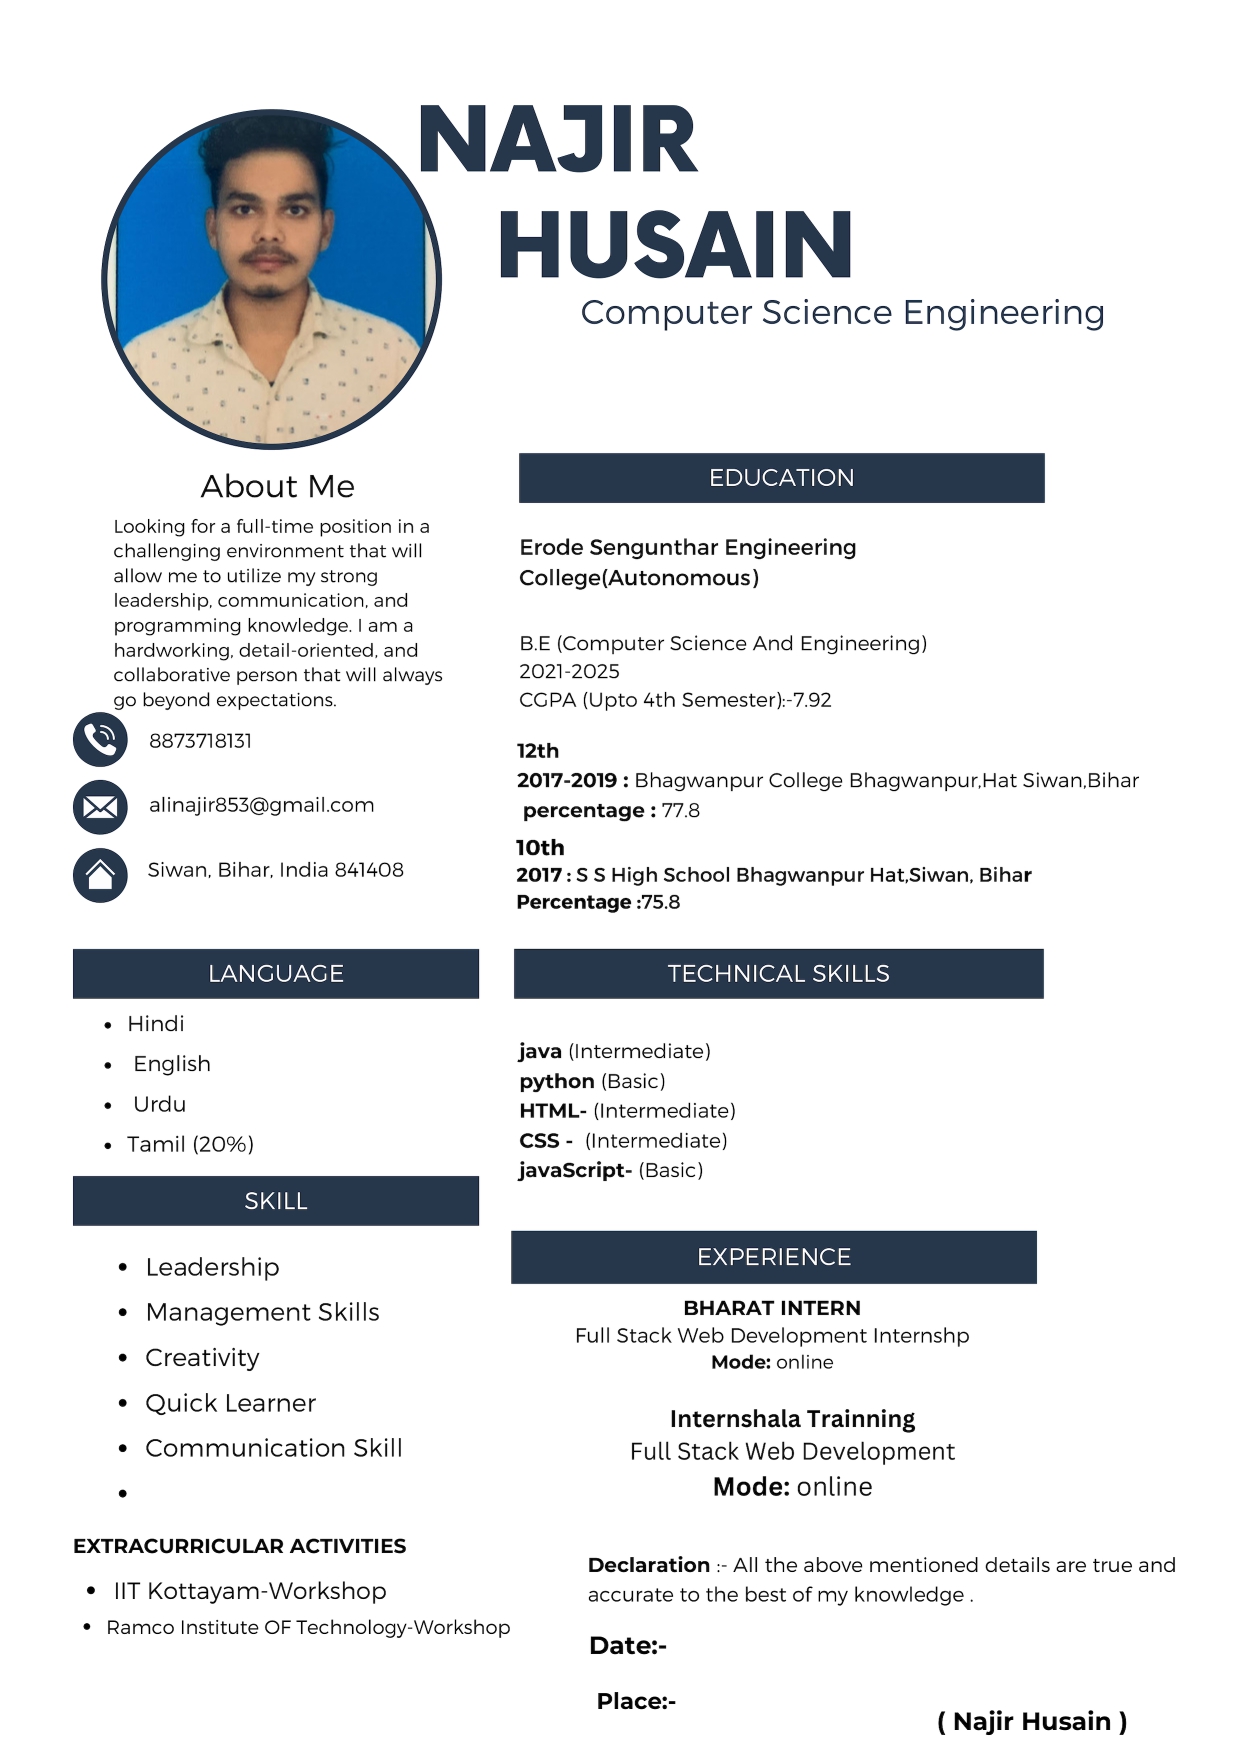 NAJIR
HUSAIN
Computer Science Engineering
About Me
Looking for a full-time position in a
challenging environment that will
allow me to utilize my strong
leadership, communication, and
programming knowledge. I am a
hardworking, detail-oriented, and
collaborative person that will always
go beyond expectations.
8873718131
alinajir853@gmail.com
Siwan, Bihar, India 841408
LANGUAGE
• Hindi
• English
• Urdu
• Tamil (20%)
SKILL
• Leadership
• Management Skills
• Creativity
• Quick Learner
• Communication Skill
•
EXTRACURRICULAR ACTIVITIES
• IIT Kottayam-Workshop
• Ramco Institute OF Technology-Workshop
EDUCATION
Erode Sengunthar Engineering
College(Autonomous)
B.E (Computer Science And Engineering)
2021-2025
CGPA (Upto 4th Semester):-7.92
12th
2017-2019 : Bhagwanpur College Bhagwanpur,Hat Siwan,Bihar
percentage : 77.8
10th
2017 : S S High School Bhagwanpur Hat,Siwan, Bihar
Percentage :75.8
TECHNICAL SKILLS
java (Intermediate)
python (Basic)
HTML- (Intermediate)
CSS - (Intermediate)
javaScript- (Basic)
EXPERIENCE
BHARAT INTERN
Full Stack Web Development Internshp
Mode: online
Internshala Trainning
Full Stack Web Development
Mode: online
Declaration :- All the above mentioned details are true and
accurate to the best of my knowledge .
Date:-
Place:-
( Najir Husain )